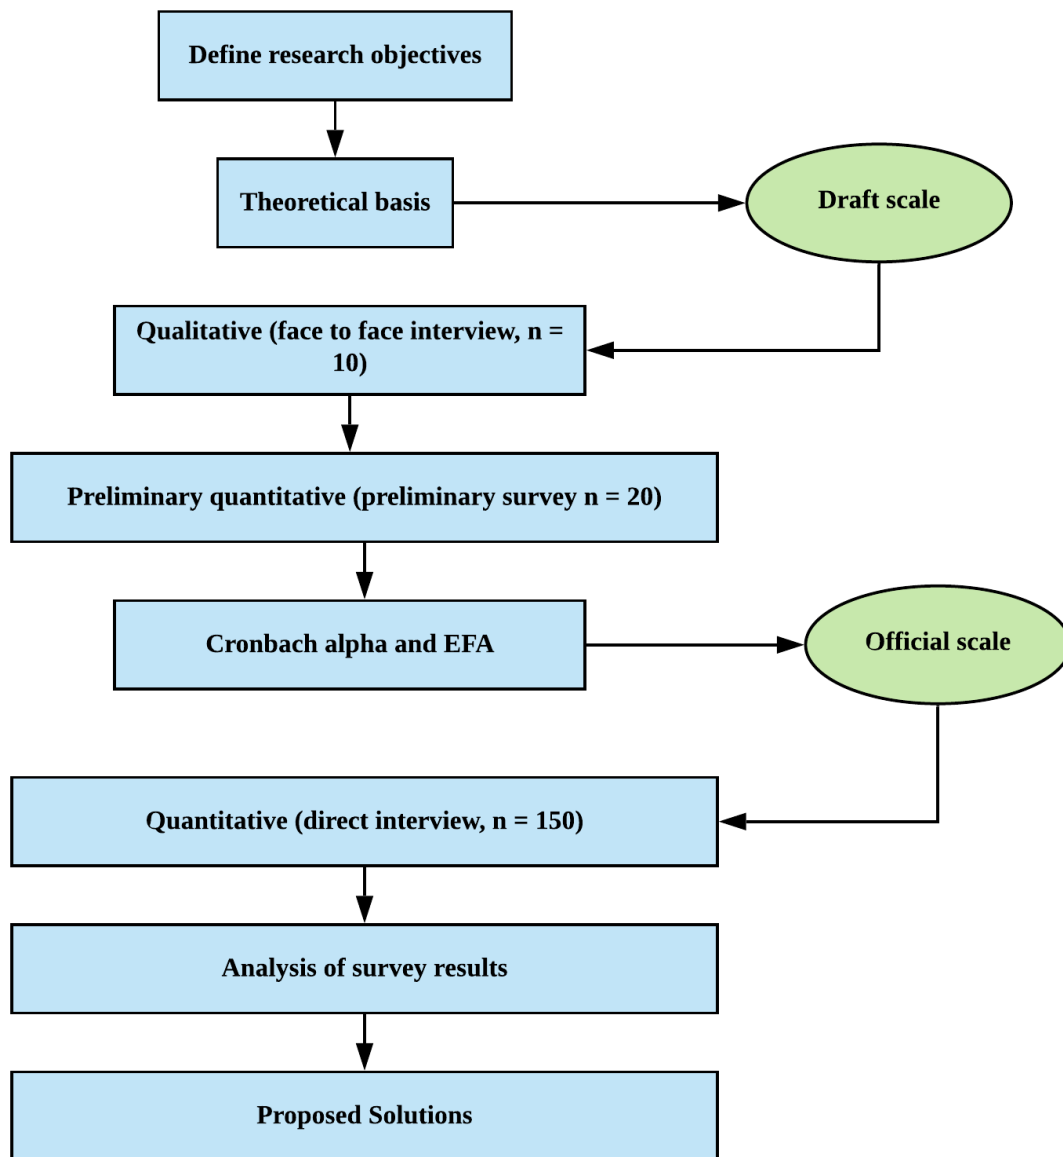 Define research objectives
Theoretical basis
Draft scale
Qualitative (face to face interview, n =
10)
Preliminary quantitative (preliminary survey n = 20)
Cronbach alpha and EFA
Official scale
Quantitative (direct interview, n = 150)
Analysis of survey results
Proposed Solutions